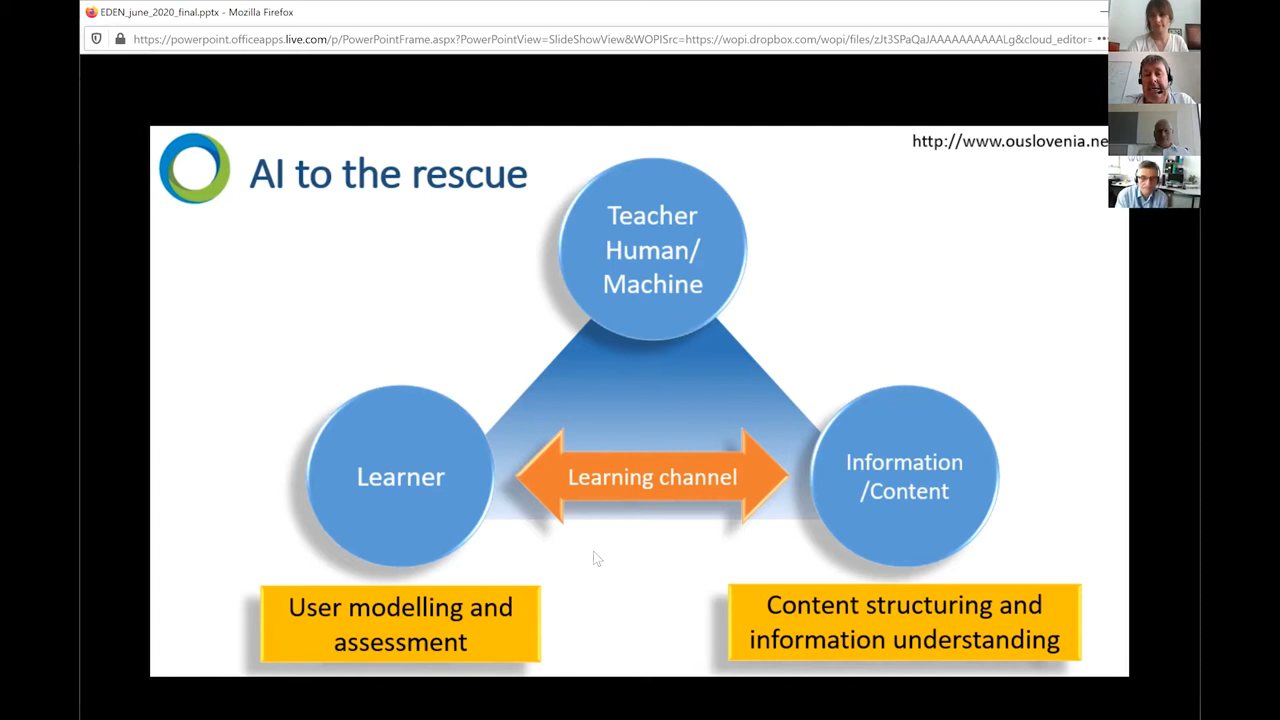 EDEN_june_2020_final.pptx - Mozilla Firefox
https://powerpoint.officeapps.live.com/p/PowerPointFrame.aspx?PowerPointView=SlideShowView&WOPISrc=https://wopi.dropbox.com/wopi/files/zJt3SPaQaJAAAAAAAAAALg&cloud_editor=
http://www.ouslovenia.ne
AI to the rescue
Teacher
Human/
Machine
Learner
Learning channel
Information
/Content
User modelling and
assessment
Content structuring and
information understanding